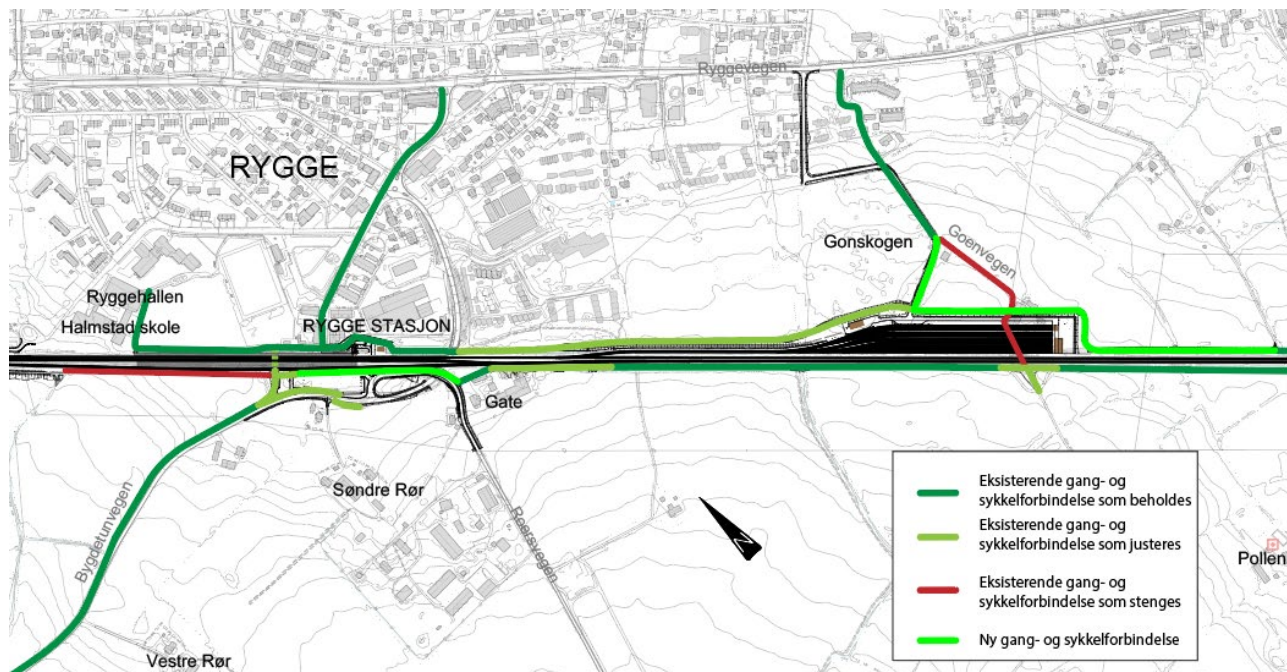 Ryggevegen
RYGGE
Gonskogen
Goenvegen
Ryggehallen
Halmstad skole
RYGGE STASJON
Gate
Søndre Rør
Roersvegen
Bygdetunvegen
Vestre Rør
N
Pollen
Eksisterende gang- og
sykkelforbindelse som beholdes
Eksisterende gang- og
sykkelforbindelse som justeres
Eksisterende gang- og
sykkelforbindelse som stenges
Ny gang- og sykkelforbindelse